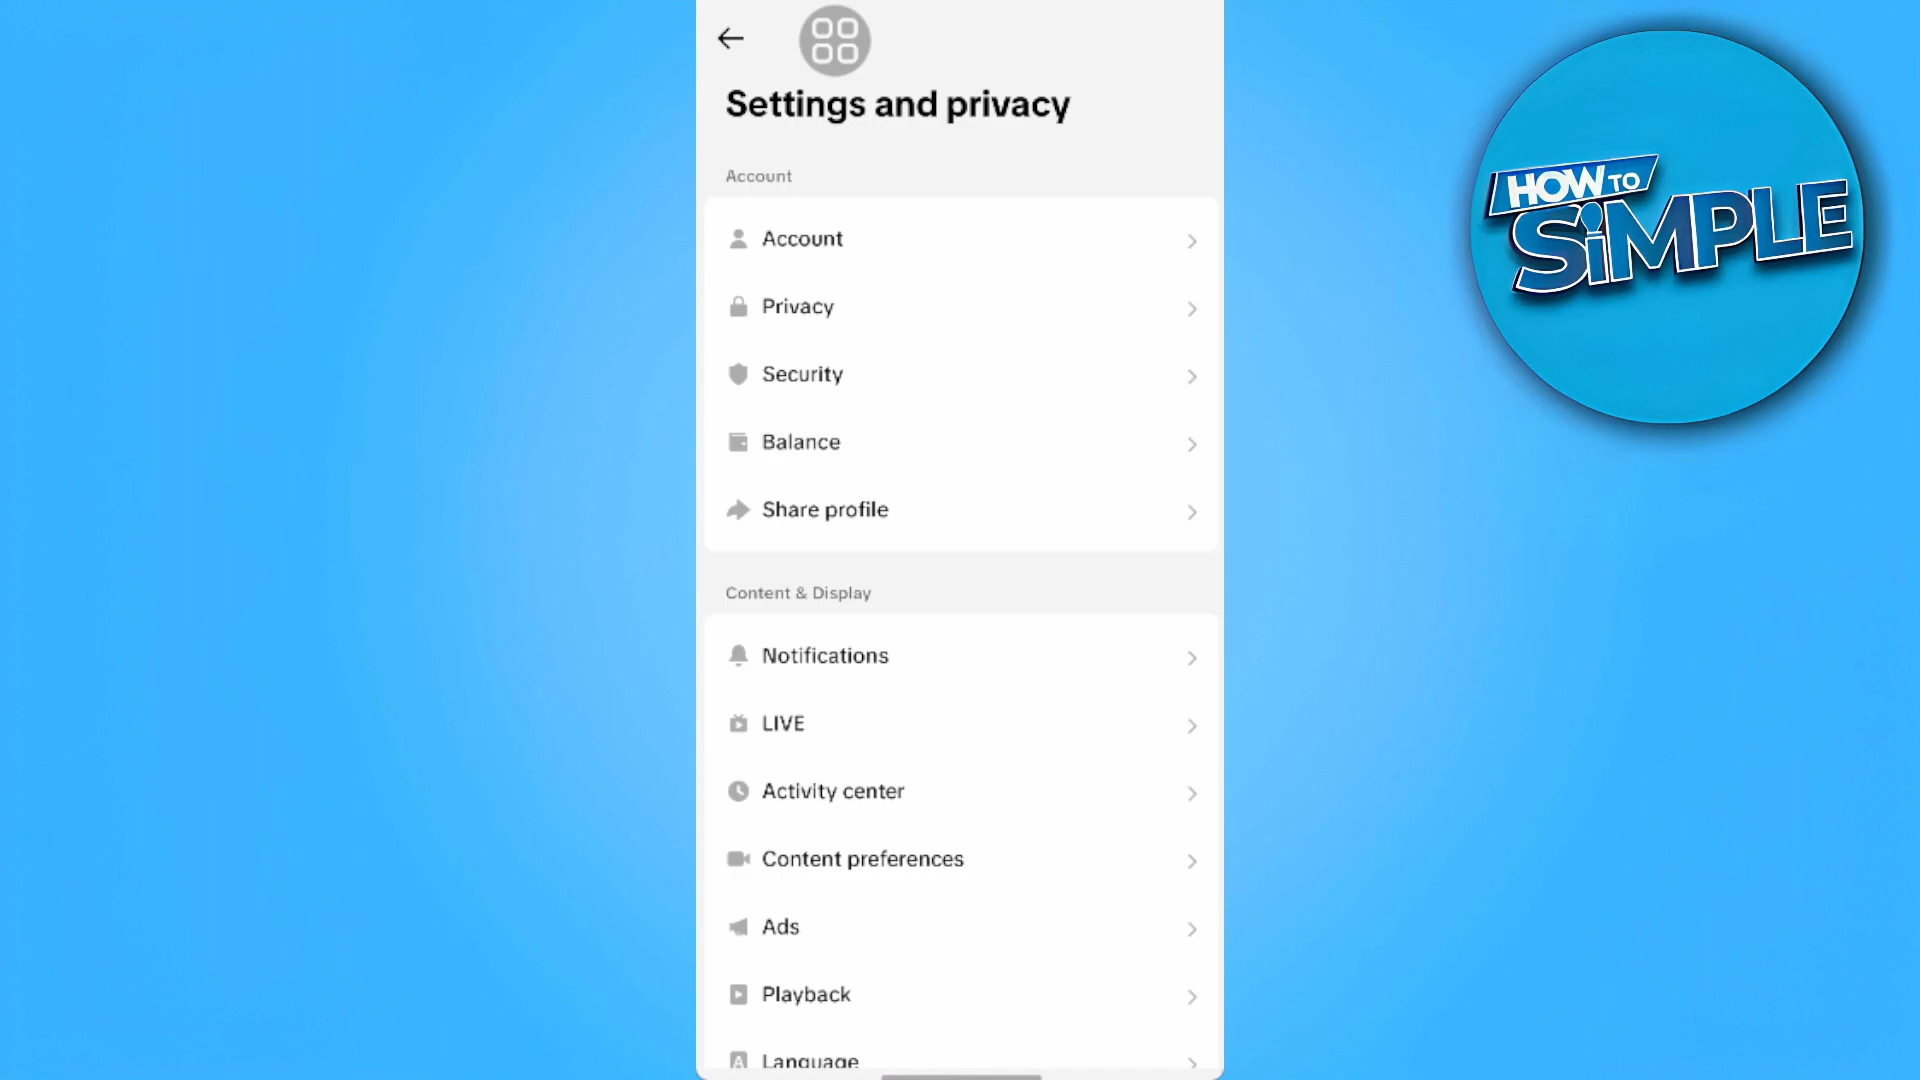 Settings and privacy
Account
Account
Privacy
Security
Balance
Share profile
Content & Display
Notifications
LIVE
Activity center
Content preferences
Ads
Playback
Language
HOW TO
SiMPLE